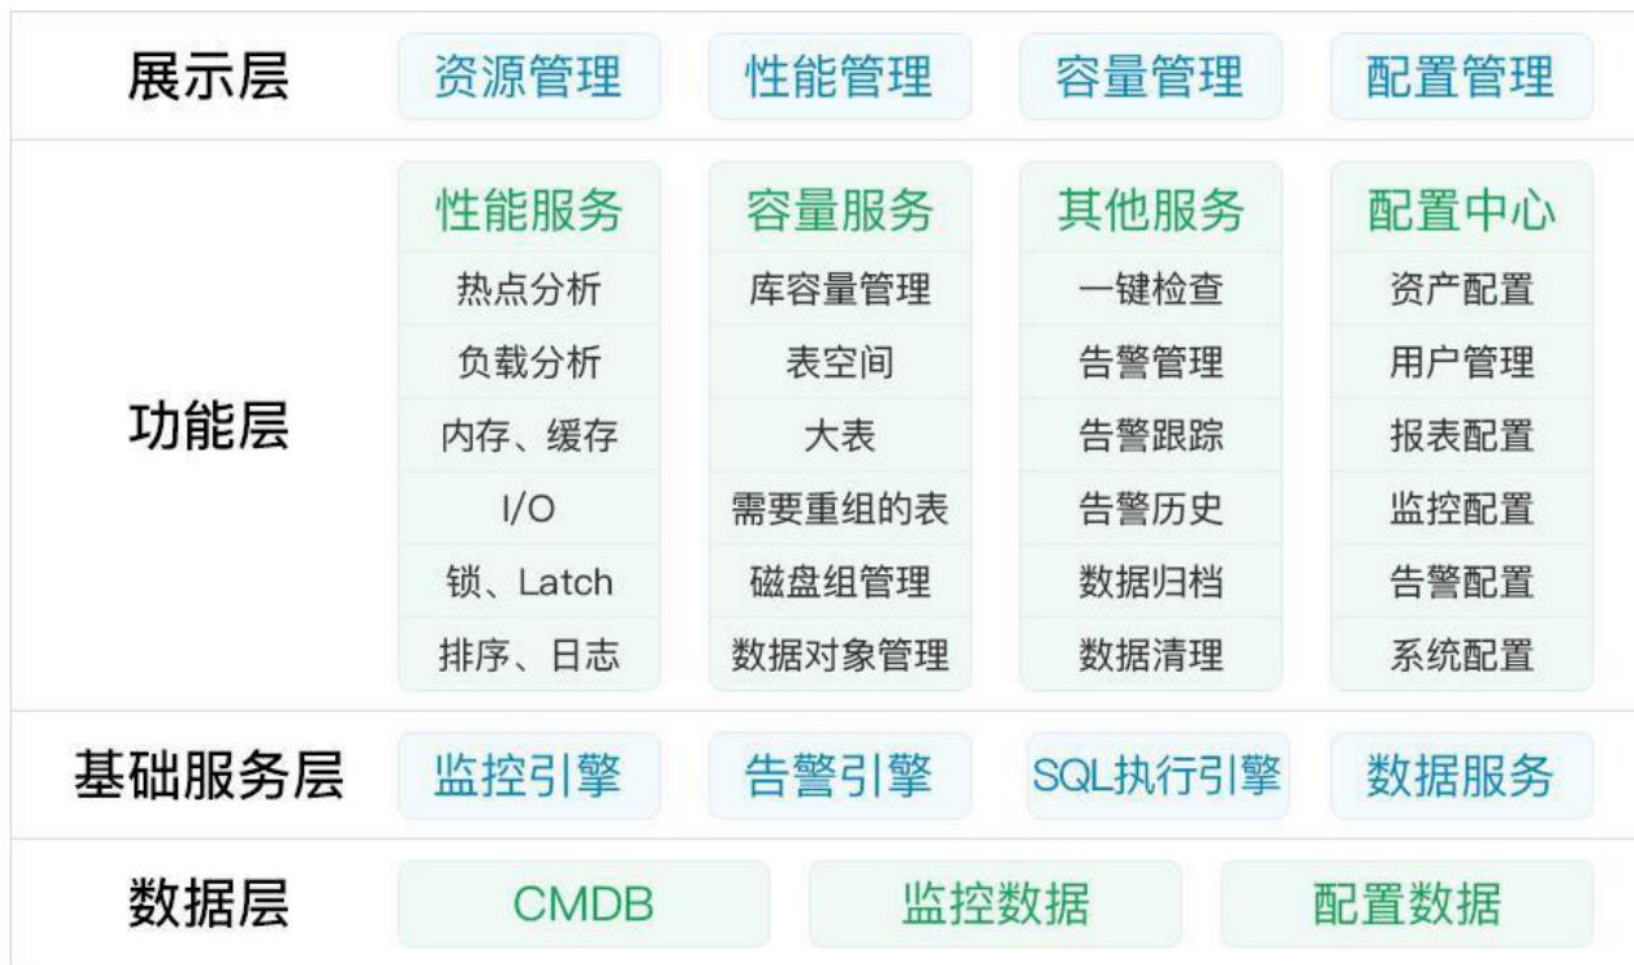 展示层
资源管理
性能管理
容量管理
配置管理
功能层
性能服务
热点分析
负载分析
内存、缓存
I/O
锁、Latch
排序、日志
容量服务
库容量管理
表空间
大表
需要重组的表
磁盘组管理
数据对象管理
其他服务
一键检查
告警管理
告警跟踪
告警历史
数据归档
数据清理
配置中心
资产配置
用户管理
报表配置
监控配置
告警配置
系统配置
基础服务层
监控引擎
告警引擎
SQL执行引擎
数据服务
数据层
CMDB
监控数据
配置数据